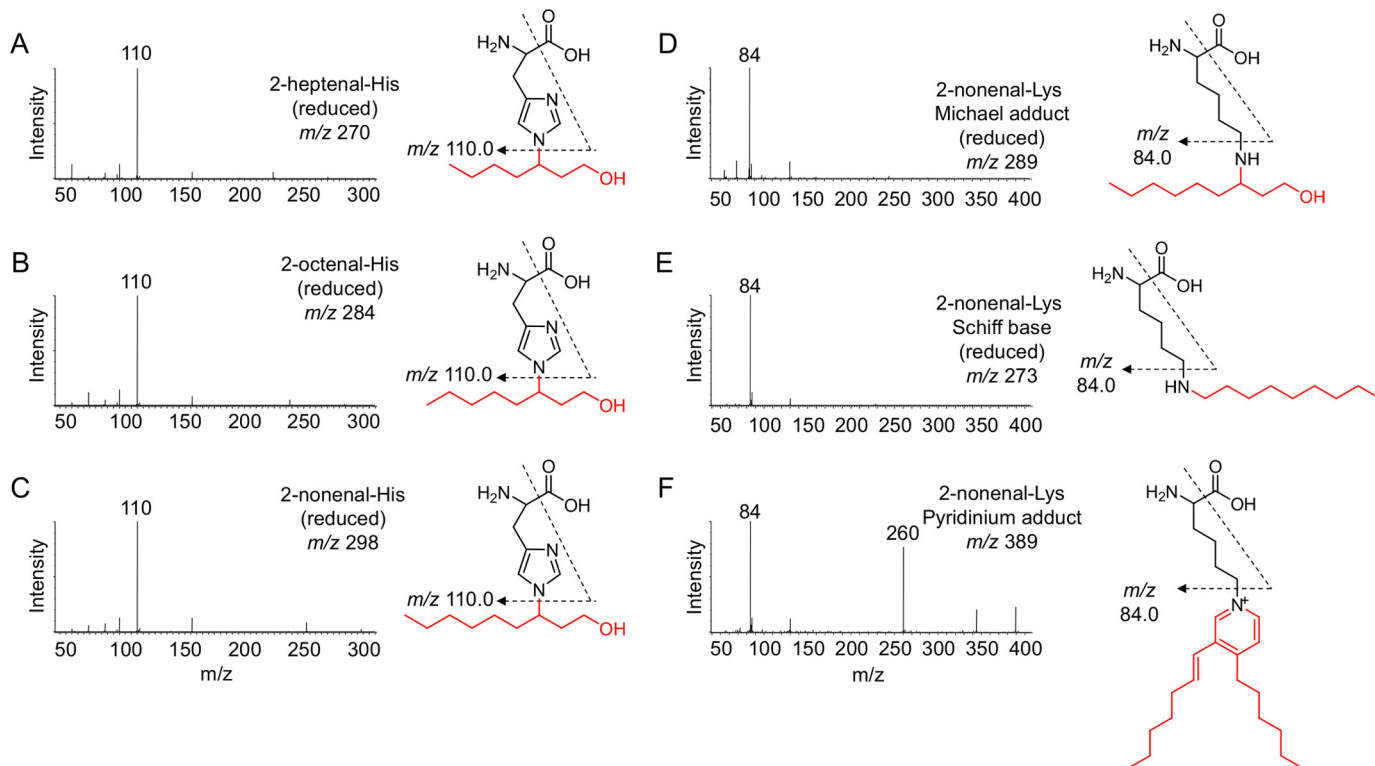 A
110
2-heptenal-His
(reduced)
m/z 270
Intensity
50 100 150 200 250 300
H₂N
O
OH
N
N
m/z 110.0
OH
B
110
2-octenal-His
(reduced)
m/z 284
Intensity
50 100 150 200 250 300
H₂N
O
OH
N
N
m/z 110.0
OH
C
110
2-nonenal-His
(reduced)
m/z 298
Intensity
50 100 150 200 250 300
m/z
H₂N
O
OH
N
N
m/z 110.0
OH
D
84
2-nonenal-Lys
Michael adduct
(reduced)
m/z 289
Intensity
50 100 150 200 250 300 350 400
H₂N
O
OH
m/z
84.0
NH
OH
E
84
2-nonenal-Lys
Schiff base
(reduced)
m/z 273
Intensity
50 100 150 200 250 300 350 400
H₂N
O
OH
m/z
84.0
H
N
F
84
260
2-nonenal-Lys
Pyridinium adduct
m/z 389
Intensity
50 100 150 200 250 300 350 400
m/z
H₂N
O
OH
m/z
84.0
N+